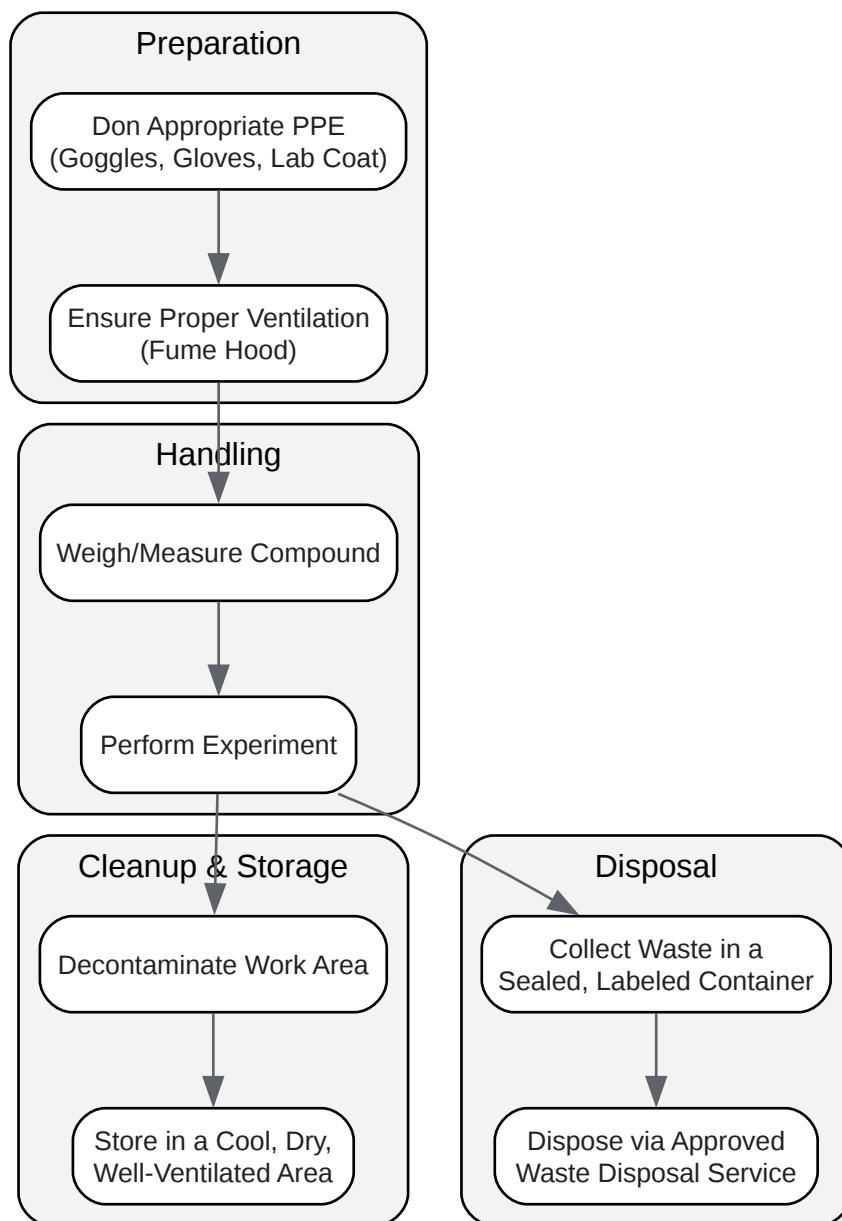 Preparation
Don Appropriate PPE
(Goggles, Gloves, Lab Coat)
Ensure Proper Ventilation
(Fume Hood)
Handling
Weigh/Measure Compound
Perform Experiment
Cleanup & Storage
Decontaminate Work Area
Store in a Cool, Dry,
Well-Ventilated Area
Disposal
Collect Waste in a
Sealed, Labeled Container
Dispose via Approved
Waste Disposal Service